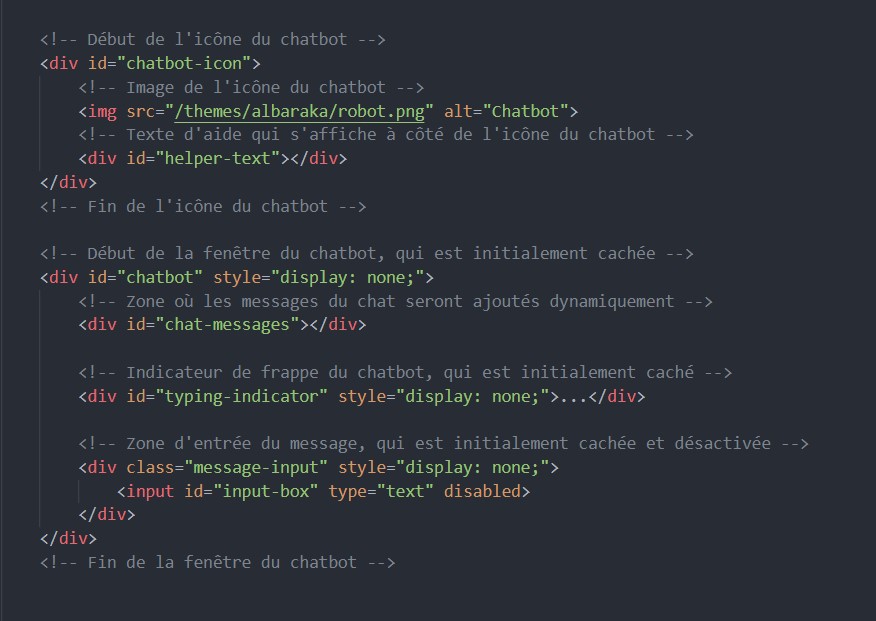 <!-- Début de l'icône du chatbot -->
<div id="chatbot-icon">
    <!-- Image de l'icône du chatbot -->
    <img src="/themes/albaraka/robot.png" alt="Chatbot">
    <!-- Texte d'aide qui s'affiche à côté de l'icône du chatbot -->
    <div id="helper-text"></div>
</div>
<!-- Fin de l'icône du chatbot -->

<!-- Début de la fenêtre du chatbot, qui est initialement cachée -->
<div id="chatbot" style="display: none;">
    <!-- Zone où les messages du chat seront ajoutés dynamiquement -->
    <div id="chat-messages"></div>

    <!-- Indicateur de frappe du chatbot, qui est initialement caché -->
    <div id="typing-indicator" style="display: none;">...</div>

    <!-- Zone d'entrée du message, qui est initialement cachée et désactivée -->
    <div class="message-input" style="display: none;">
        <input id="input-box" type="text" disabled>
    </div>
</div>
<!-- Fin de la fenêtre du chatbot -->